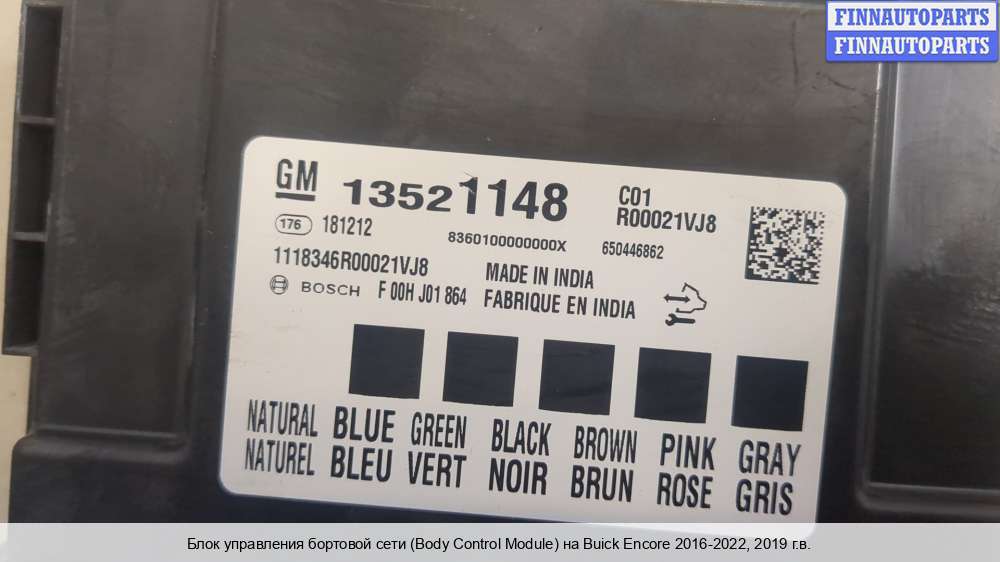 FINNAUTOPARTS
FINNAUTOPARTS
GM 13521148 C01
R00021VJ8
176 181212 8360100000000X 650446862
1118346R00021VJ8 MADE IN INDIA
BOSCH F 00H J01 864 FABRIQUE EN INDIA
NATURAL BLUE GREEN BLACK BROWN PINK GRAY
NATUREL BLEU VERT NOIR BRUN ROSE GRIS
Блок управления бортовой сети (Body Control Module) на Buick Encore 2016-2022, 2019 г.в.